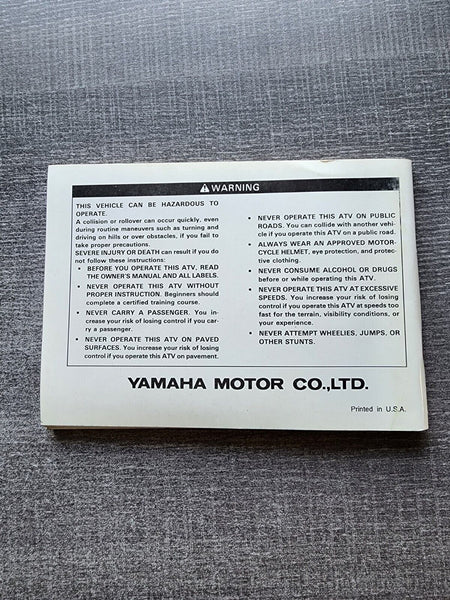 ⚠ WARNING
THIS VEHICLE CAN BE HAZARDOUS TO
OPERATE.
A collision or rollover can occur quickly, even
during routine maneuvers such as turning and
driving on hills or over obstacles, if you fail to
take proper precautions.
SEVERE INJURY OR DEATH can result if you do
not follow these instructions:
• BEFORE YOU OPERATE THIS ATV, READ
THE OWNER'S MANUAL AND ALL LABELS.
• NEVER OPERATE THIS ATV WITHOUT
PROPER INSTRUCTION. Beginners should
complete a certified training course.
• NEVER CARRY A PASSENGER. You in-
crease your risk of losing control if you car-
ry a passenger.
• NEVER OPERATE THIS ATV ON PAVED
SURFACES. You increase your risk of losing
control if you operate this ATV on pavement.
• NEVER OPERATE THIS ATV ON PUBLIC
ROADS. You can collide with another vehi-
cle if you operate this ATV on a public road.
• ALWAYS WEAR AN APPROVED MOTOR-
CYCLE HELMET, eye protection, and protec-
tive clothing.
• NEVER CONSUME ALCOHOL OR DRUGS
before or while operating this ATV.
• NEVER OPERATE THIS ATV AT EXCESSIVE
SPEEDS. You increase your risk of losing
control if you operate this ATV at speeds too
fast for the terrain, visibility conditions, or
your experience.
• NEVER ATTEMPT WHEELIES, JUMPS, OR
OTHER STUNTS.
YAMAHA MOTOR CO.,LTD.
Printed in U.S.A.